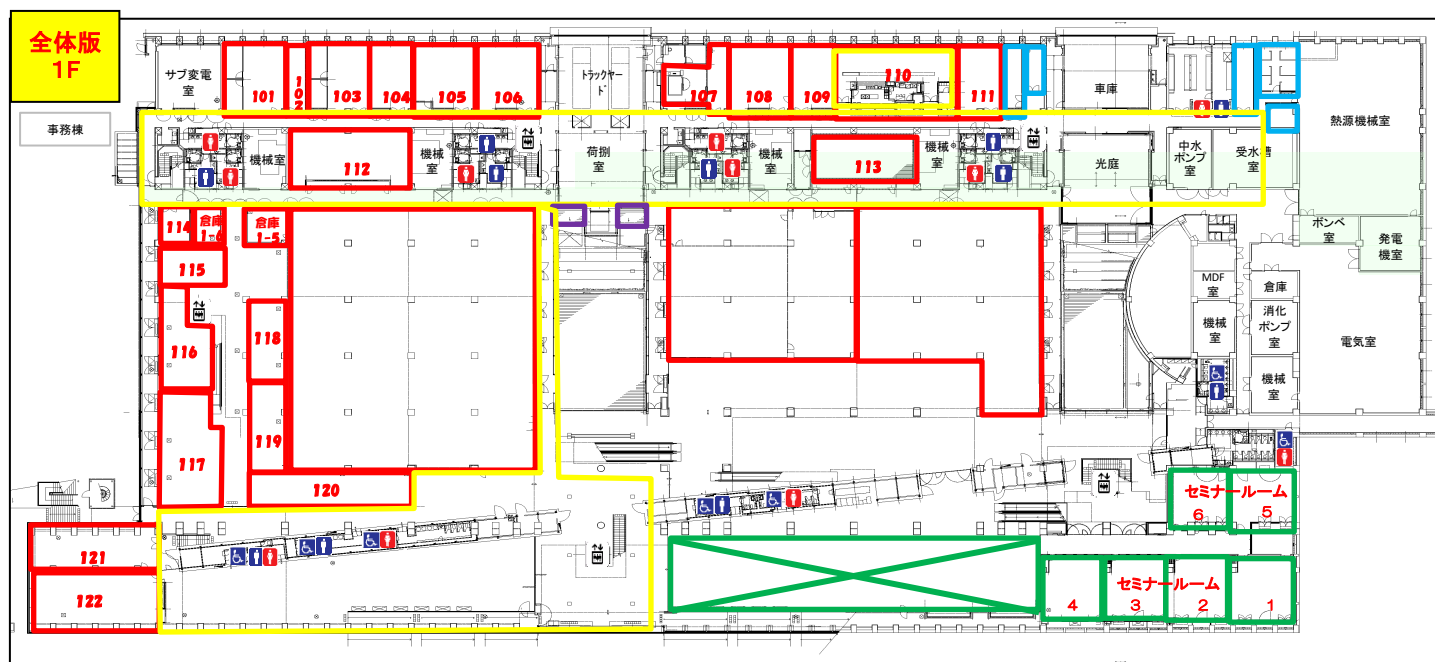 全体版
1F
事務棟
サブ変電
室
101
102
103
104
105
106
トラックヤー
ド
107
108
109
110
111
車庫
熱源機械室
機械室
112
機械
室
荷捌
室
機械
室
113
機械
室
光庭
中水
ポンプ
室
受水槽
室
114
倉庫
1-6
倉庫
1-5
115
116
117
118
119
120
ボンベ
室
発電
機室
MDF
室
倉庫
機械
室
消化
ポンプ
室
電気室
機械
室
121
122
セミナールーム
6
5
セミナールーム
4
3
2
1